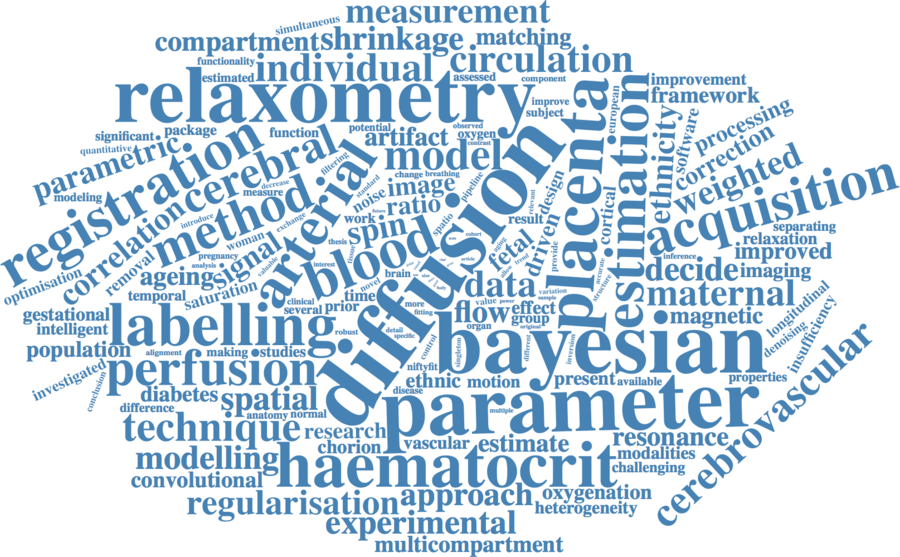 measurement
simultaneous
compartment
shrinkage
matching
functionality
individual
circulation
estimated
assessed
component
improvement
relaxometry
improve
framework
subject
european
placenta
estimation
ethnicity
software
processing
correction
significant
package
function
potential
observed
oxygen
contrast
artifact
quantitative
parametric
registration
cerebral
filtering
model
modeling
measure
decrease
standard
change
breathing
pipeline
noise
image
ratio
correlation
method
arterial
diffusion
design
driven
weighted
acquisition
cortical
relevant
introduce
exchange
work
spin
spatio
result
separating
relaxation
removal
woman
signal
thesis
tissue
blood
cohort
fetal
aging
trend
allow
provide
accurate
structure
inference
improved
optimisation
pregnancy
analysis
valuable
interest
article
ageing
novel
brain
data
decide
imaging
temporal
saturation
clinical
several
prior
time
more
fitting
value
power
variation
sample
maternal
longitudinal
gestational
intelligent
labelling
robust
detail
specific
flow
effect
group
organ
original
magnetic
denoising
insufficiency
population
alignment
making
studies
control
singleton
bayesian
different
inversion
investigated
conclusion
perfusion
niftyfit
ethnic
motion
present
available
properties
cerebrovascular
diabetes
disease
parameter
difference
spatial
anatomy
normal
multiple
technique
research
chorion
vascular
estimate
resonance
modelling
haematocrit
modalities
challenging
convolutional
regularisation
approach
oxygenation
heterogeneity
experimental
multicompartment